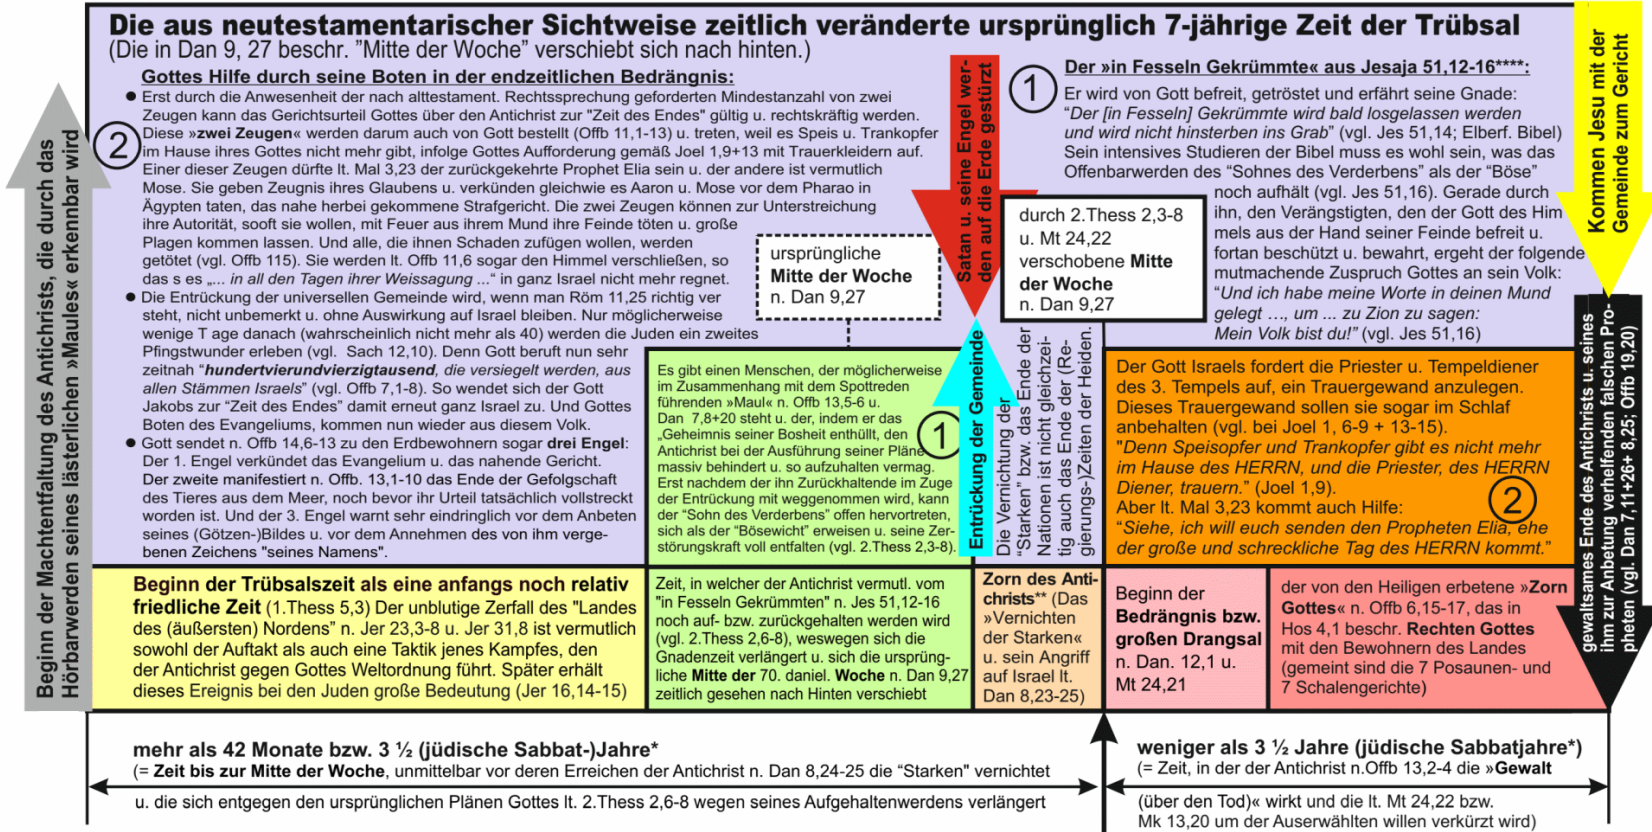 Die aus neutestamentarischer Sichtweise zeitlich veränderte ursprünglich 7-jährige Zeit der Trübsal
(Die in Dan 9, 27 beschr. "Mitte der Woche" verschiebt sich nach hinten.)
Beginn der Machtentfaltung des Antichrists, die durch das
Hörbarwerden seines lästerlichen »Maules« erkennbar wird
Gottes Hilfe durch seine Boten in der endzeitlichen Bedrängnis:
● Erst durch die Anwesenheit der nach alttestament. Rechtssprechung geforderten Mindestanzahl von zwei
Zeugen kann das Gerichtsurteil Gottes über den Antichrist zur "Zeit des Endes" gültig u. rechtskräftig werden.
Diese »zwei Zeugen« werden darum auch von Gott bestellt (Offb 11,1-13) u. treten, weil es Speis u. Trankopfer
2
im Hause ihres Gottes nicht mehr gibt, infolge Gottes Aufforderung gemäß Joel 1,9+13 mit Trauerkleidern auf.
Einer dieser Zeugen dürfte lt. Mal 3,23 der zurückgekehrte Prophet Elia sein u. der andere ist vermutlich
Mose. Sie geben Zeugnis ihres Glaubens u. verkünden gleichwie es Aaron u. Mose vor dem Pharao in
Ägypten taten, das nahe herbei gekommene Strafgericht. Die zwei Zeugen können zur Unterstreichung
ihre Autorität, sooft sie wollen, mit Feuer aus ihrem Mund ihre Feinde töten u. große
Plagen kommen lassen. Und alle, die ihnen Schaden zufügen wollen, werden
getötet (vgl. Offb 115). Sie werden lt. Offb 11,6 sogar den Himmel verschließen, so
das s es „... in all den Tagen ihrer Weissagung ..." in ganz Israel nicht mehr regnet.
● Die Entrückung der universellen Gemeinde wird, wenn man Röm 11,25 richtig ver
steht, nicht unbemerkt u. ohne Auswirkung auf Israel bleiben. Nur möglicherweise
wenige T age danach (wahrscheinlich nicht mehr als 40) werden die Juden ein zweites
Pfingstwunder erleben (vgl. Sach 12,10). Denn Gott beruft nun sehr
zeitnah "hundertvierundvierzigtausend, die versiegelt werden, aus
allen Stämmen Israels" (vgl. Offb 7,1-8). So wendet sich der Gott
Jakobs zur "Zeit des Endes" damit erneut ganz Israel zu. Und Gottes
Boten des Evangeliums, kommen nun wieder aus diesem Volk.
● Gott sendet n. Offb 14,6-13 zu den Erdbewohnern sogar drei Engel:
Der 1. Engel verkündet das Evangelium u. das nahende Gericht.
Der zweite manifestiert n. Offb. 13,1-10 das Ende der Gefolgschaft
des Tieres aus dem Meer, noch bevor ihr Urteil tatsächlich vollstreckt
worden ist. Und der 3. Engel warnt sehr eindringlich vor dem Anbeten
seines (Götzen-)Bildes u. vor dem Annehmen des von ihm verge-
benen Zeichens "seines Namens".
ursprüngliche
Mitte der Woche
n. Dan 9,27
Satan u. seine Engel wer-
den auf die Erde gestürzt
durch 2.Thess 2,3-8
u. Mt 24,22
verschobene Mitte
der Woche
n. Dan 9,27
1
Der »in Fesseln Gekrümmte« aus Jesaja 51,12-16****:
Er wird von Gott befreit, getröstet und erfährt seine Gnade:
"Der [in Fesseln] Gekrümmte wird bald losgelassen werden
und wird nicht hinsterben ins Grab" (vgl. Jes 51,14; Elberf. Bibel)
Sein intensives Studieren der Bibel muss es wohl sein, was das
Offenbarwerden des "Sohnes des Verderbens" als der "Böse"
noch aufhält (vgl. Jes 51,16). Gerade durch
ihn, den Verängstigten, den der Gott des Him
mels aus der Hand seiner Feinde befreit u.
fortan beschützt u. bewahrt, ergeht der folgende
mutmachende Zuspruch Gottes an sein Volk:
"Und ich habe meine Worte in deinen Mund
gelegt …, um ... zu Zion zu sagen:
Mein Volk bist du!" (vgl. Jes 51,16)
Kommen Jesu mit der
Gemeinde zum Gericht
Es gibt einen Menschen, der möglicherweise
im Zusammenhang mit dem Spottreden
führenden »Maul« n. Offb 13,5-6 u.
Dan 7,8+20 steht u. der, indem er das
„Geheimnis seiner Bosheit enthüllt, den
Antichrist bei der Ausführung seiner Pläne
massiv behindert u. so aufzuhalten vermag.
Erst nachdem der ihn Zurückhaltende im Zuge
der Entrückung mit weggenommen wird, kann
der "Sohn des Verderbens" offen hervortreten,
sich als der "Bösewicht" erweisen u. seine Zer-
störungskraft voll entfalten (vgl. 2.Thess 2,3-8).
1
Entrückung der Gemeinde
Die Vernichtung der
"Starken" bzw. das Ende der
Nationen ist nicht gleichzei-
tig auch das Ende der (Re-
gierungs-)Zeiten der Heiden.
Der Gott Israels fordert die Priester u. Tempeldiener
des 3. Tempels auf, ein Trauergewand anzulegen.
Dieses Trauergewand sollen sie sogar im Schlaf
anbehalten (vgl. bei Joel 1, 6-9 + 13-15).
"Denn Speisopfer und Trankopfer gibt es nicht mehr
im Hause des HERRN, und die Priester, des HERRN
Diener, trauern." (Joel 1,9).
Aber lt. Mal 3,23 kommt auch Hilfe:
"Siehe, ich will euch senden den Propheten Elia, ehe
der große und schreckliche Tag des HERRN kommt."
2
gewaltsames Ende des Antichrists u. seines
ihm zur Anbetung verhelfenden falschen Pro-
pheten (vgl. Dan 7,11+26+ 8,25; Offb 19,20)
Beginn der Trübsalszeit als eine anfangs noch relativ
friedliche Zeit (1.Thess 5,3) Der unblutige Zerfall des "Landes
des (äußersten) Nordens" n. Jer 23,3-8 u. Jer 31,8 ist vermutlich
sowohl der Auftakt als auch eine Taktik jenes Kampfes, den
der Antichrist gegen Gottes Weltordnung führt. Später erhält
dieses Ereignis bei den Juden große Bedeutung (Jer 16,14-15)
Zeit, in welcher der Antichrist vermutl. vom
"in Fesseln Gekrümmten" n. Jes 51,12-16
noch auf- bzw. zurückgehalten werden wird
(vgl. 2.Thess 2,6-8), weswegen sich die
Gnadenzeit verlängert u. sich die ursprüng-
liche Mitte der 70. daniel. Woche n. Dan 9,27
zeitlich gesehen nach Hinten verschiebt
Zorn des Anti-
christs** (Das
»Vernichten
der Starken«
u. sein Angriff
auf Israel lt.
Dan 8,23-25)
Beginn der
Bedrängnis bzw.
großen Drangsal
n. Dan. 12,1 u.
Mt 24,21
der von den Heiligen erbetene »Zorn
Gottes« n. Offb 6,15-17, das in
Hos 4,1 beschr. Rechten Gottes
mit den Bewohnern des Landes
(gemeint sind die 7 Posaunen- und
7 Schalengerichte)
mehr als 42 Monate bzw. 3 ½ (jüdische Sabbat-)Jahre*
(= Zeit bis zur Mitte der Woche, unmittelbar vor deren Erreichen der Antichrist n. Dan 8,24-25 die "Starken" vernichtet
u. die sich entgegen den ursprünglichen Plänen Gottes lt. 2.Thess 2,6-8 wegen seines Aufgehaltenwerdens verlängert
weniger als 3 ½ Jahre (jüdische Sabbatjahre*)
(= Zeit, in der der Antichrist n.Offb 13,2-4 die »Gewalt
(über den Tod)« wirkt und die lt. Mt 24,22 bzw.
Mk 13,20 um der Auserwählten willen verkürzt wird)